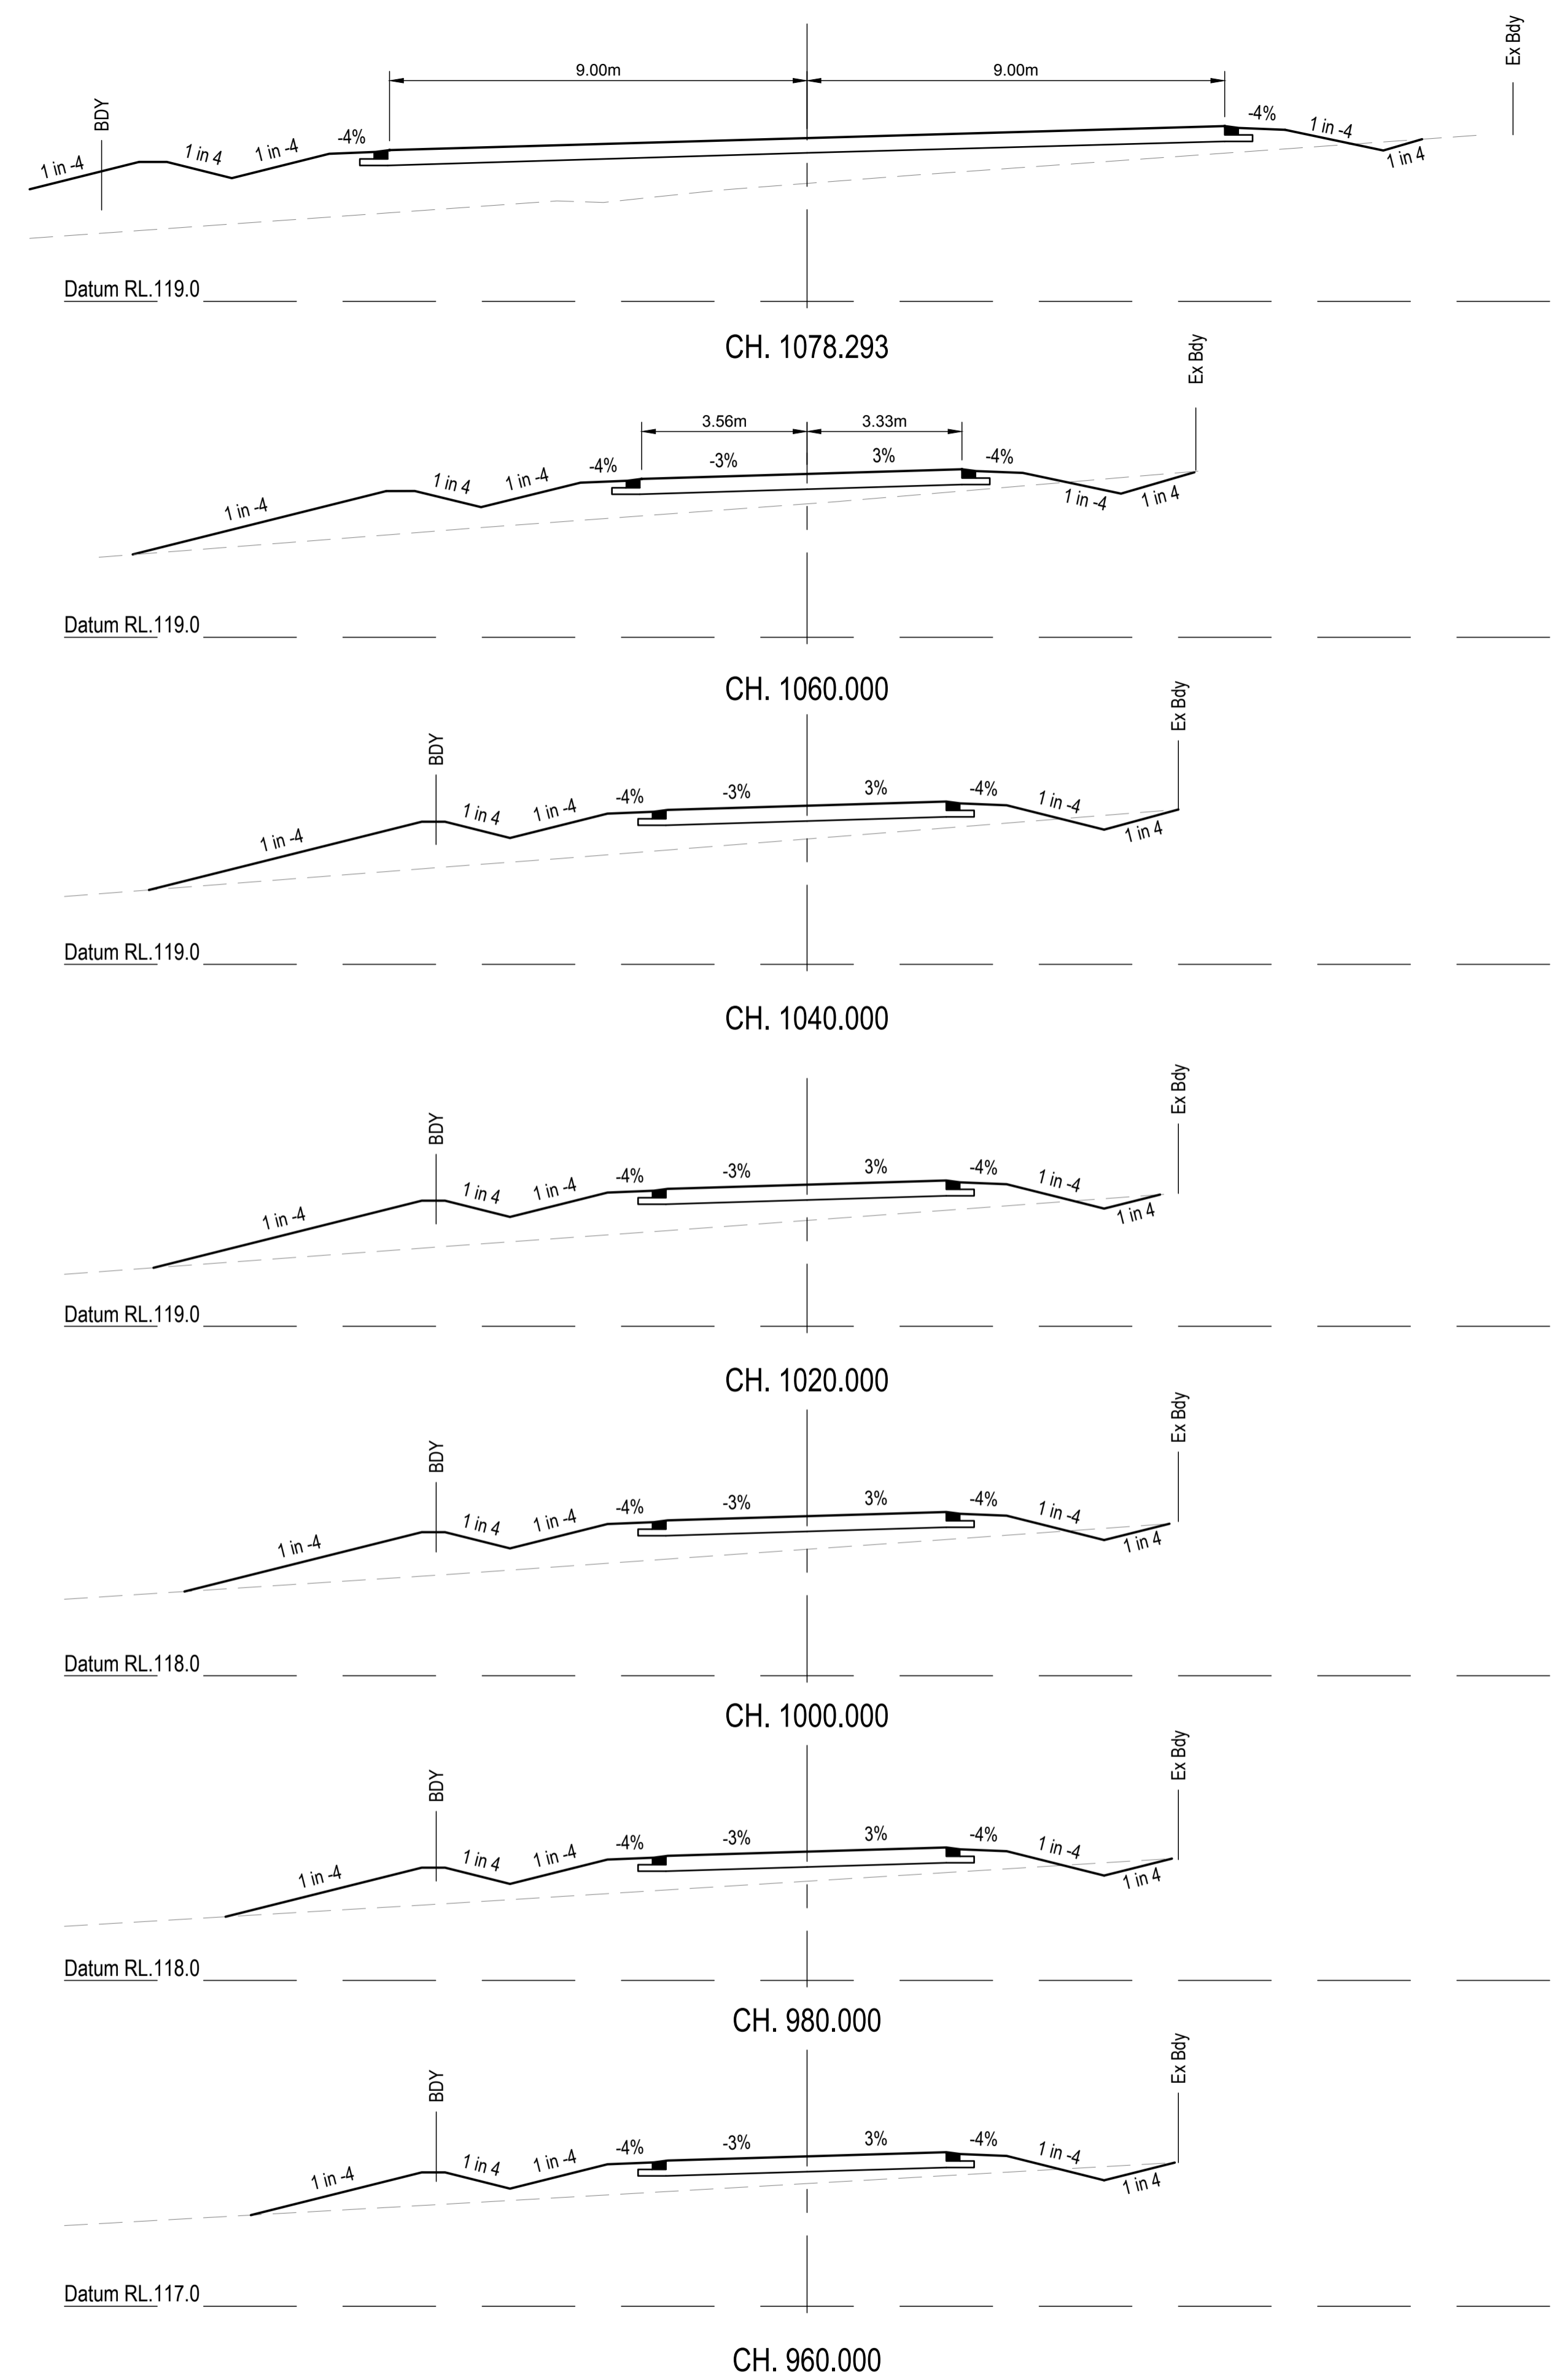 Ex Bdy
9.00m 9.00m
BDY
1 in -4 1 in 4 1 in -4 -4% -4% 1 in -4 1 in 4
Datum RL.119.0
CH. 1078.293
Ex Bdy
3.56m 3.33m
1 in -4 1 in 4 1 in -4 -4% -3% 3% -4% 1 in -4 1 in 4
Datum RL.119.0
CH. 1060.000
Ex Bdy
BDY
1 in -4 1 in 4 1 in -4 -4% -3% 3% -4% 1 in -4 1 in 4
Datum RL.119.0
CH. 1040.000
Ex Bdy
BDY
1 in -4 1 in 4 1 in -4 -4% -3% 3% -4% 1 in -4 1 in 4
Datum RL.119.0
CH. 1020.000
Ex Bdy
BDY
1 in -4 1 in 4 1 in -4 -4% -3% 3% -4% 1 in -4 1 in 4
Datum RL.118.0
CH. 1000.000
Ex Bdy
BDY
1 in -4 1 in 4 1 in -4 -4% -3% 3% -4% 1 in -4 1 in 4
Datum RL.118.0
CH. 980.000
Ex Bdy
BDY
1 in -4 1 in 4 1 in -4 -4% -3% 3% -4% 1 in -4 1 in 4
Datum RL.117.0
CH. 960.000